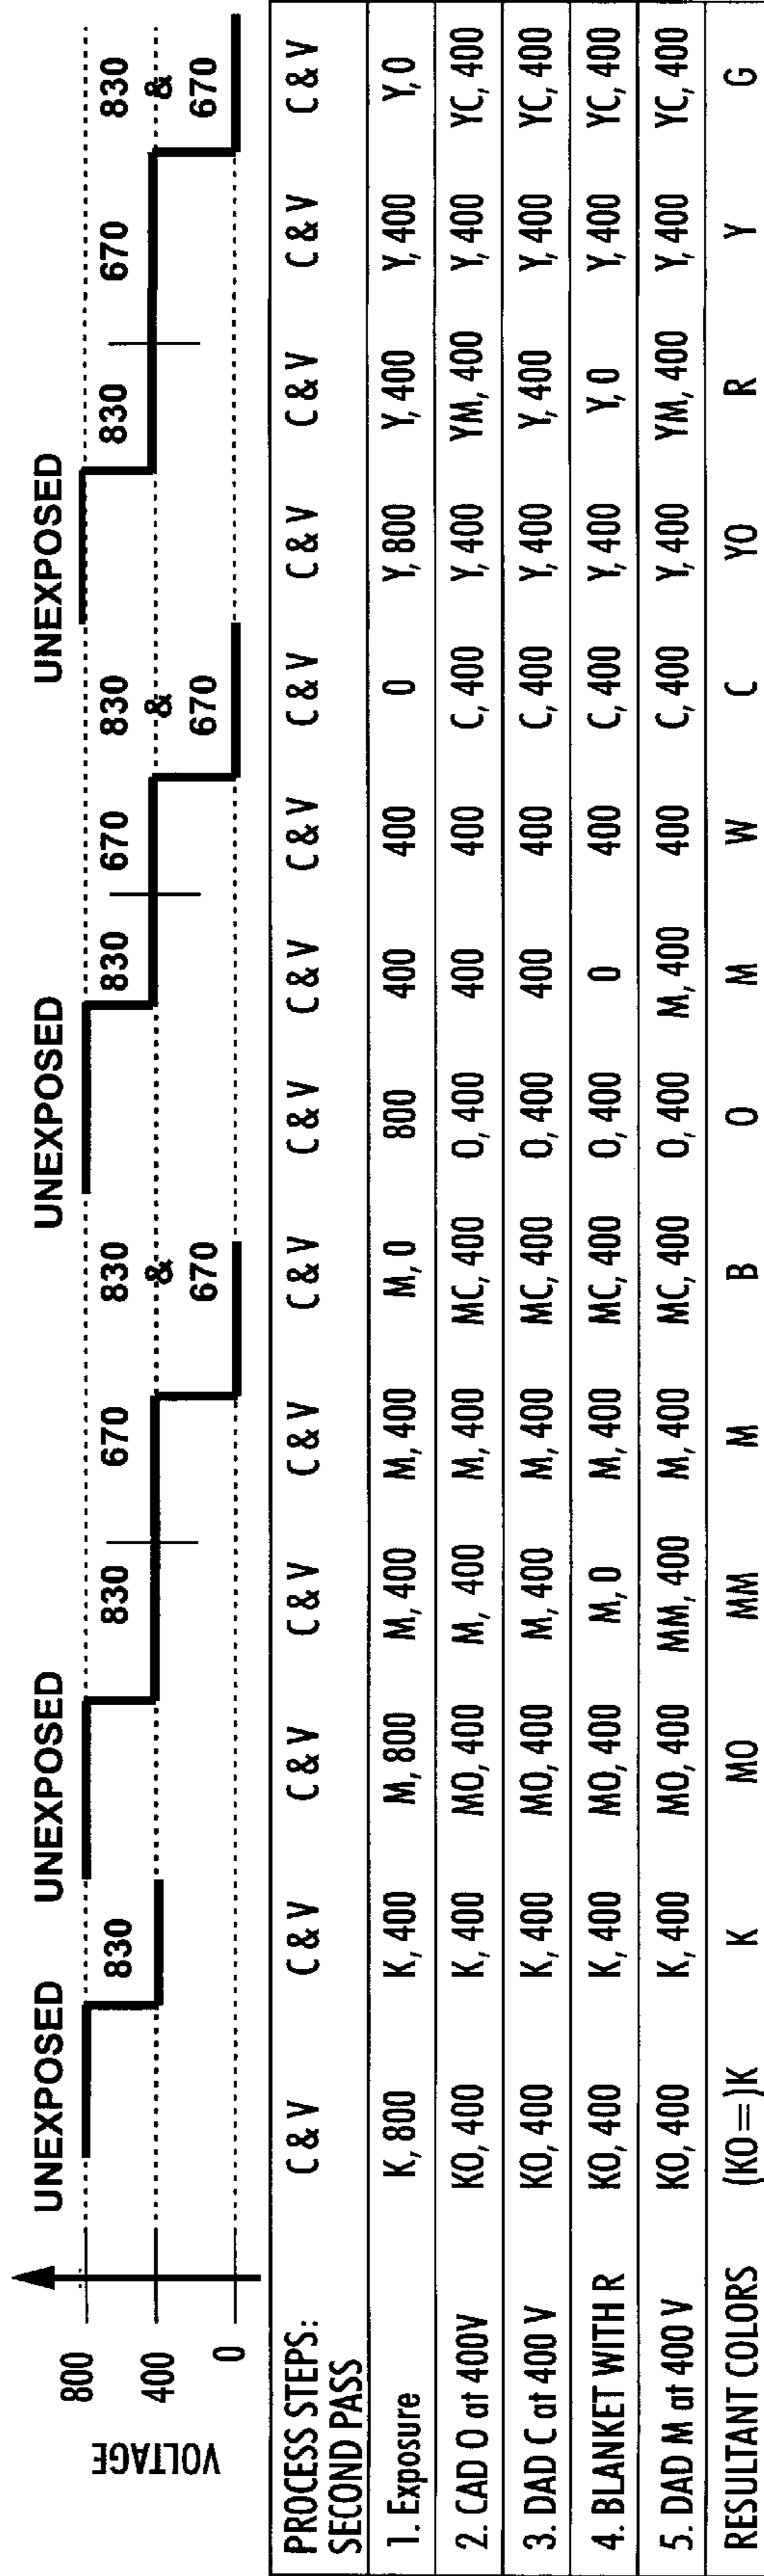 UNEXPOSED UNEXPOSED UNEXPOSED UNEXPOSED
800
400
0
VOLTAGE
830 830 670 830 & 670 830 670 830 & 670 830 670 830 & 670
PROCESS STEPS:
SECOND PASS
C & V C & V C & V C & V C & V C & V C & V C & V C & V C & V C & V C & V C & V C & V
1. Exposure K, 800 K, 400 M, 800 M, 400 M, 400 M, 0 800 400 400 0 Y, 800 Y, 400 Y, 400 Y, 0
2. CAD O at 400V KO, 400 K, 400 MO, 400 M, 400 M, 400 MC, 400 O, 400 400 400 C, 400 Y, 400 YM, 400 Y, 400 YC, 400
3. DAD C at 400 V KO, 400 K, 400 MO, 400 M, 400 M, 400 MC, 400 O, 400 400 400 C, 400 Y, 400 Y, 400 Y, 400 YC, 400
4. BLANKET WITH R KO, 400 K, 400 MO, 400 M, 0 M, 400 MC, 400 O, 400 0 400 C, 400 Y, 400 Y, 0 Y, 400 YC, 400
5. DAD M at 400 V KO, 400 K, 400 MO, 400 MM, 400 M, 400 MC, 400 O, 400 M, 400 400 C, 400 Y, 400 YM, 400 Y, 400 YC, 400
RESULTANT COLORS (KO=)K K MO MM M B O M W C YO R Y G